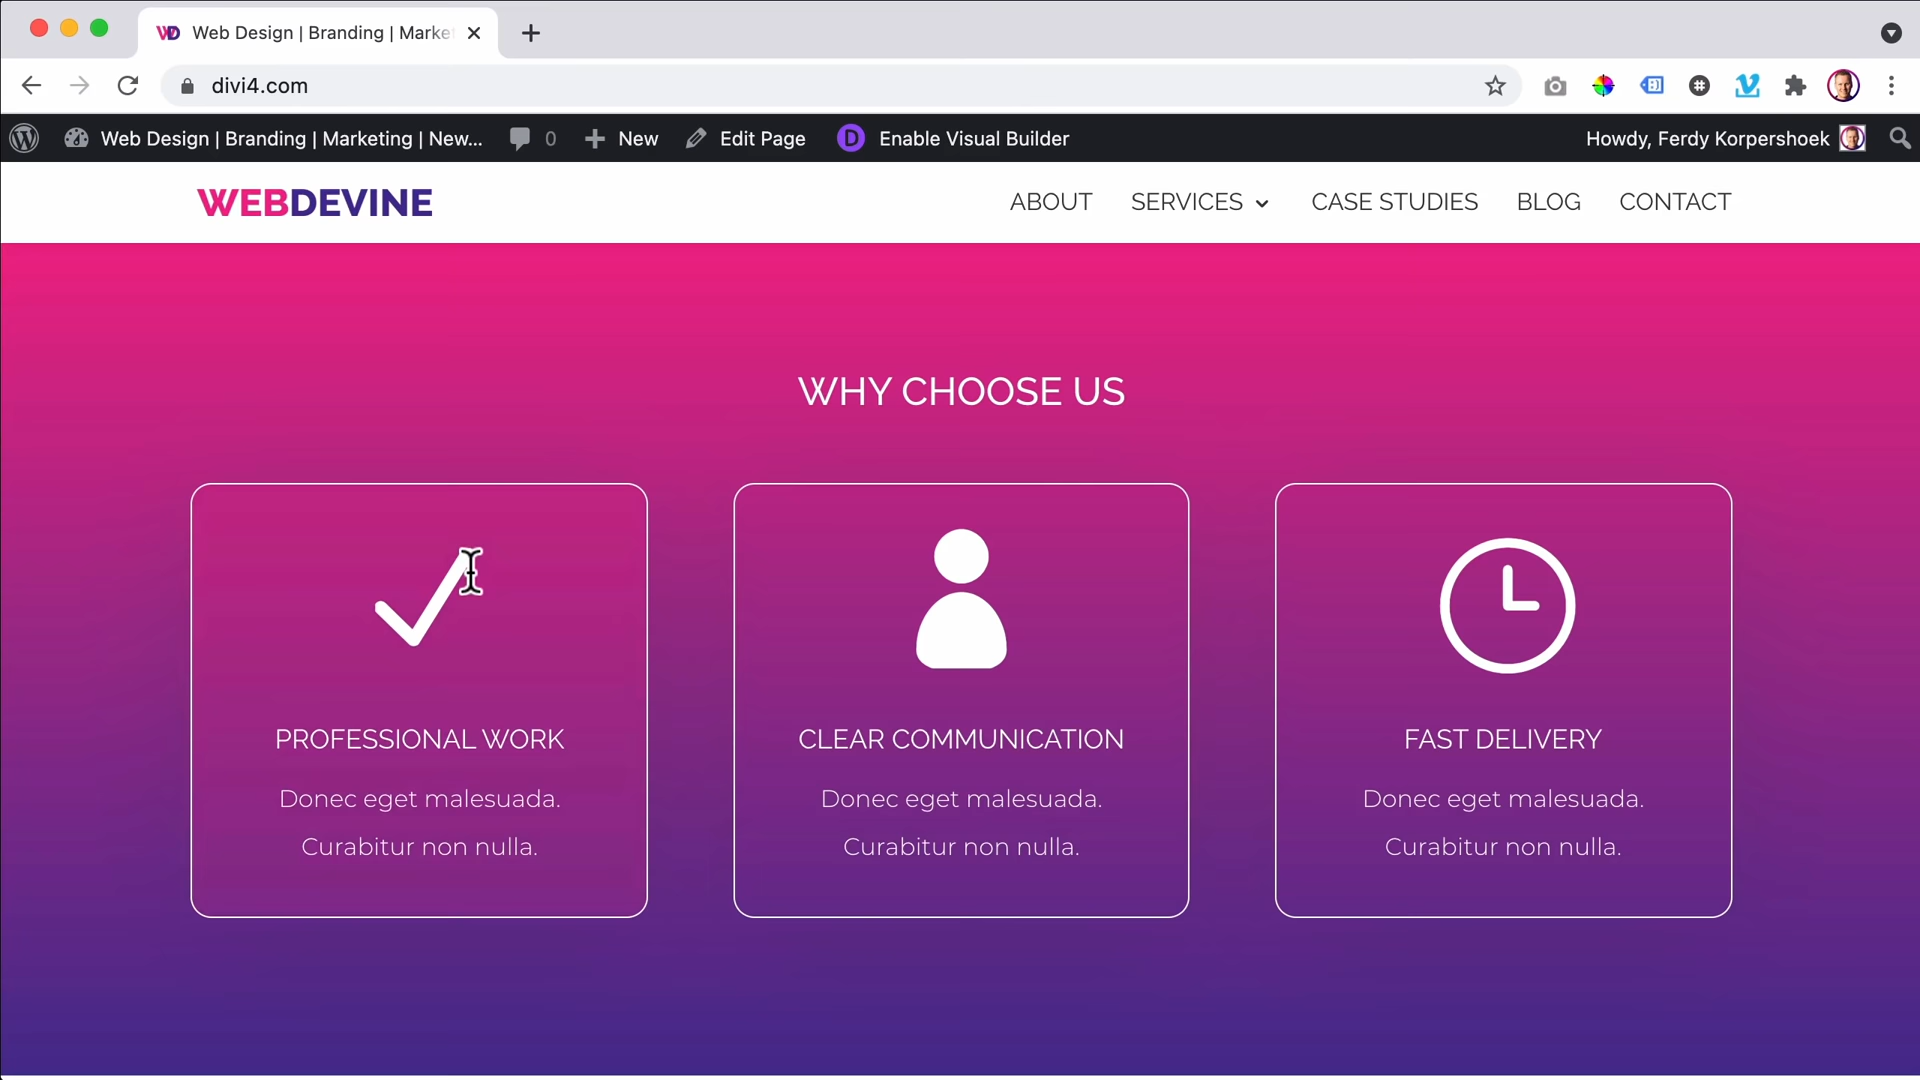 Web Design | Branding | Marke
divi4.com
Web Design | Branding | Marketing | New...
0
New
Edit Page
D
Enable Visual Builder
Howdy, Ferdy Korpershoek
WEBDEVINE
ABOUT
SERVICES
CASE STUDIES
BLOG
CONTACT
WHY CHOOSE US
PROFESSIONAL WORK
Donec eget malesuada.
Curabitur non nulla.
CLEAR COMMUNICATION
Donec eget malesuada.
Curabitur non nulla.
FAST DELIVERY
Donec eget malesuada.
Curabitur non nulla.